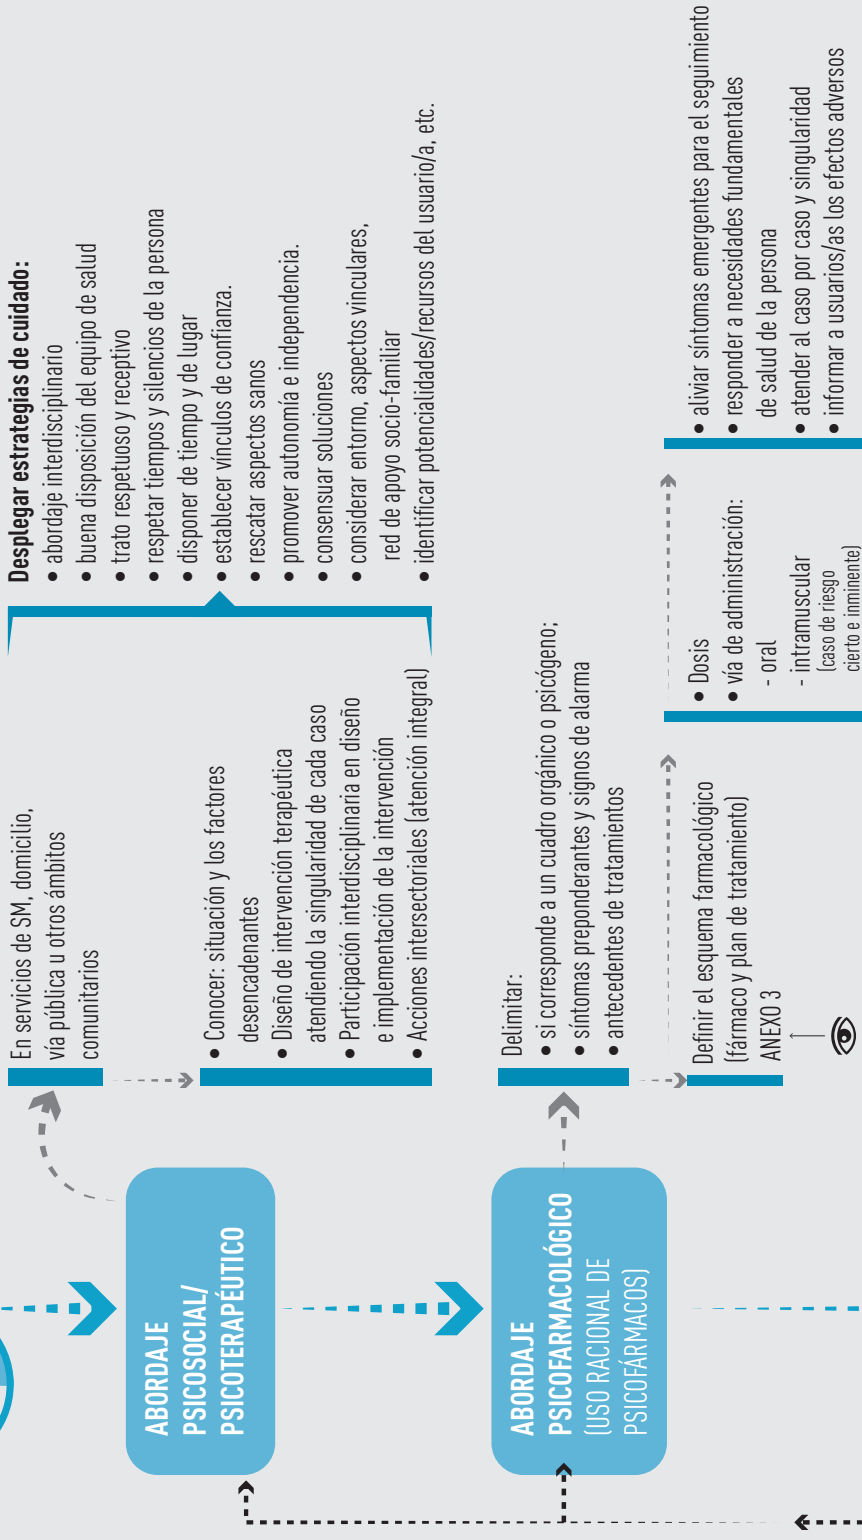 ABORDAJE
PSICOSOCIAL/
PSICOTERAPÉUTICO
En servicios de SM, domicilio,
vía pública u otros ámbitos
comunitarios
• Conocer: situación y los factores
desencadenantes
• Diseño de intervención terapéutica
atendiendo la singularidad de cada caso
• Participación interdisciplinaria en diseño
e implementación de la intervención
• Acciones intersectoriales (atención integral)
Desplegar estrategias de cuidado:
• abordaje interdisciplinario
• buena disposición del equipo de salud
• trato respetuoso y receptivo
• respetar tiempos y silencios de la persona
• disponer de tiempo y de lugar
• establecer vínculos de confianza.
• rescatar aspectos sanos
• promover autonomía e independencia.
• consensuar soluciones
• considerar entorno, aspectos vinculares,
red de apoyo socio-familiar
• identificar potencialidades/recursos del usuario/a, etc.
ABORDAJE
PSICOFARMACOLÓGICO
(USO RACIONAL DE
PSICOFÁRMACOS)
Delimitar:
• si corresponde a un cuadro orgánico o psicógeno;
• síntomas preponderantes y signos de alarma
• antecedentes de tratamientos
Definir el esquema farmacológico
(fármaco y plan de tratamiento)
ANEXO 3
• Dosis
• vía de administración:
- oral
- intramuscular
(caso de riesgo
cierto e inminente)
• aliviar síntomas emergentes para el seguimiento
• responder a necesidades fundamentales
de salud de la persona
• atender al caso por caso y singularidad
• informar a usuarios/as los efectos adversos